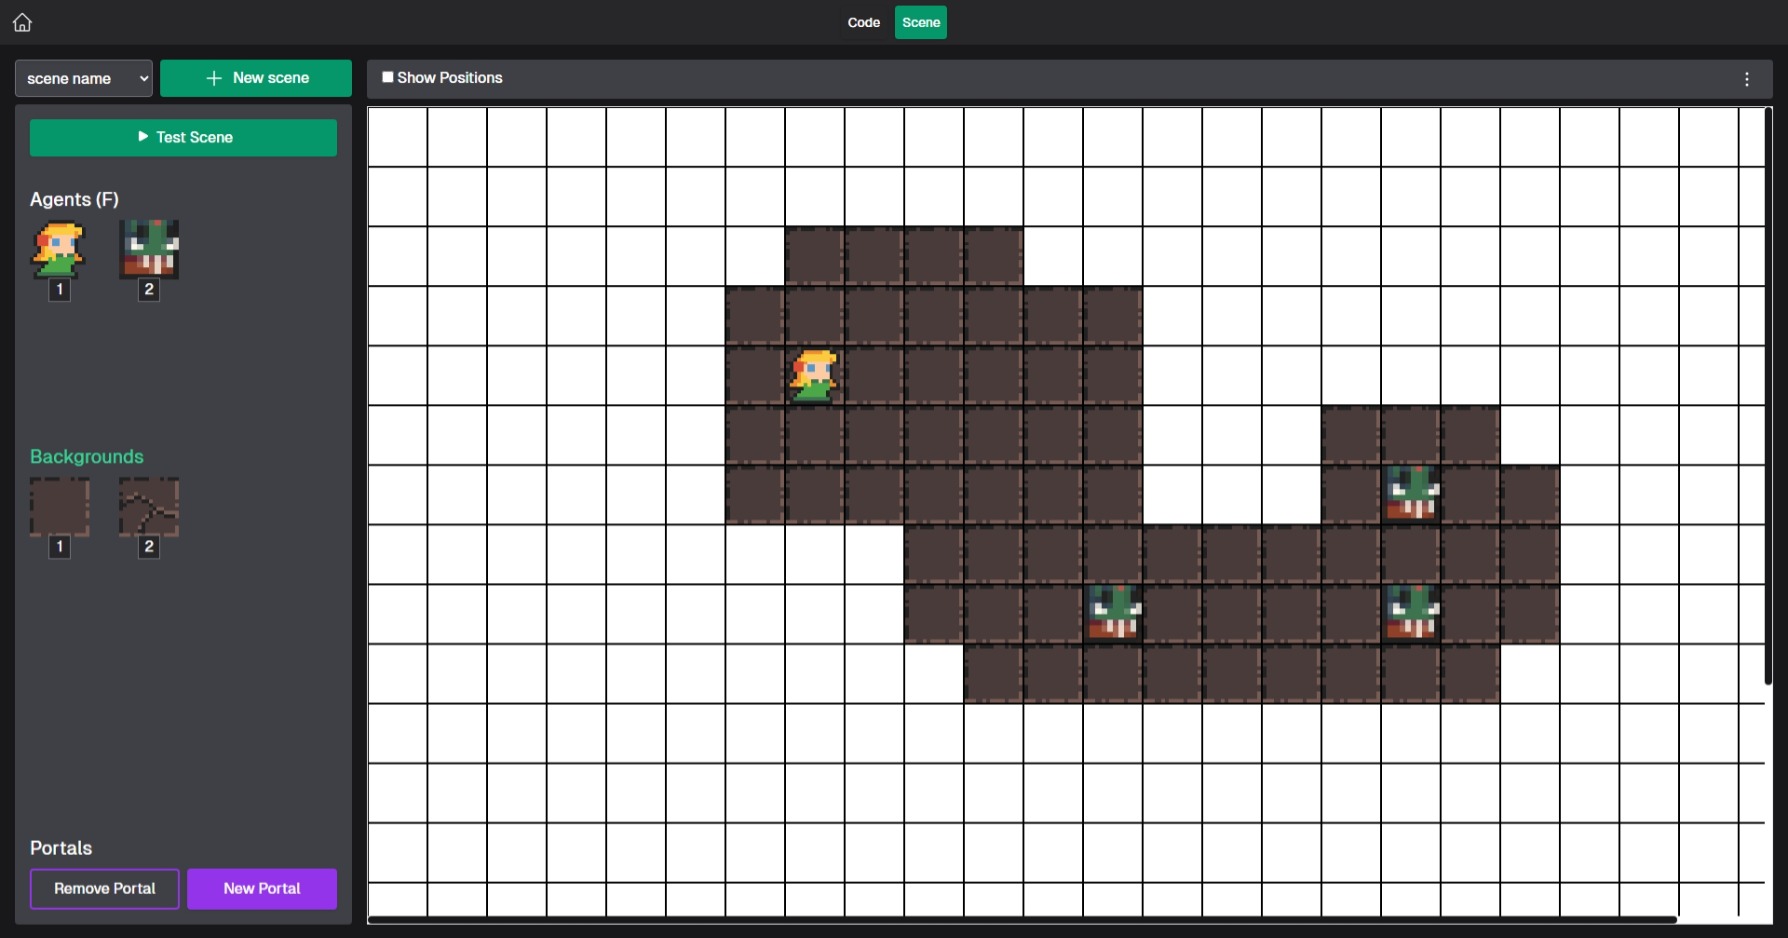 Code
Scene
scene name
New scene
Show Positions
Test Scene
Agents (F)
1
2
Backgrounds
1
2
Portals
Remove Portal
New Portal